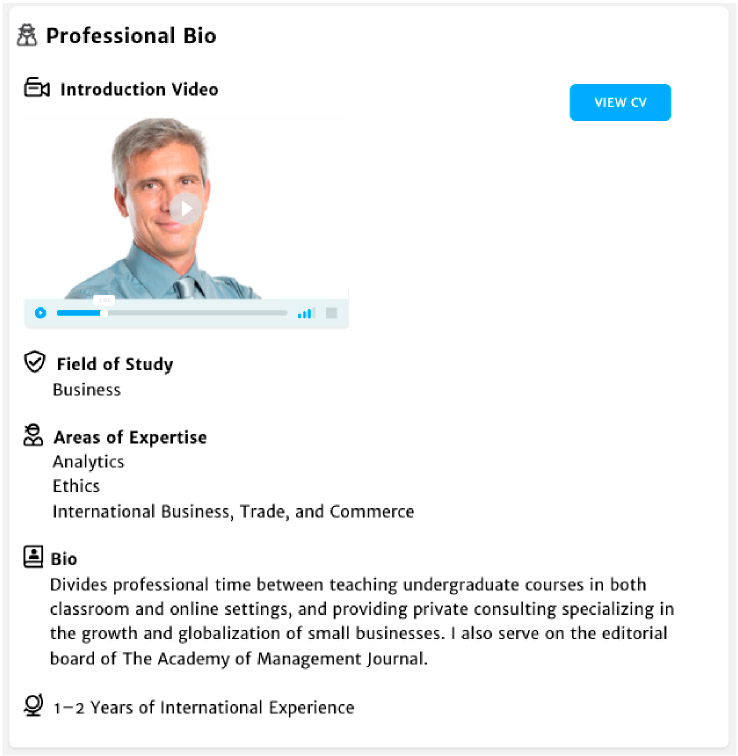 Professional Bio
Introduction Video
VIEW CV
Field of Study
Business
Areas of Expertise
Analytics
Ethics
International Business, Trade, and Commerce
Bio
Divides professional time between teaching undergraduate courses in both
classroom and online settings, and providing private consulting specializing in
the growth and globalization of small businesses. I also serve on the editorial
board of The Academy of Management Journal.
1–2 Years of International Experience